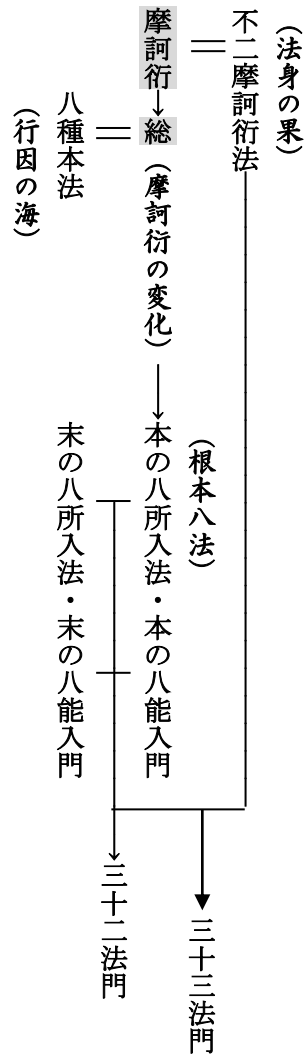 (法身の果)
不二摩訶衍法
三十三法門
(根本八法)
摩訶衍→総(摩訶衍の変化)→本の八所入法・本の八能入門
三十二法門
八種本法
末の八所入法・末の八能入門
(行因の海)